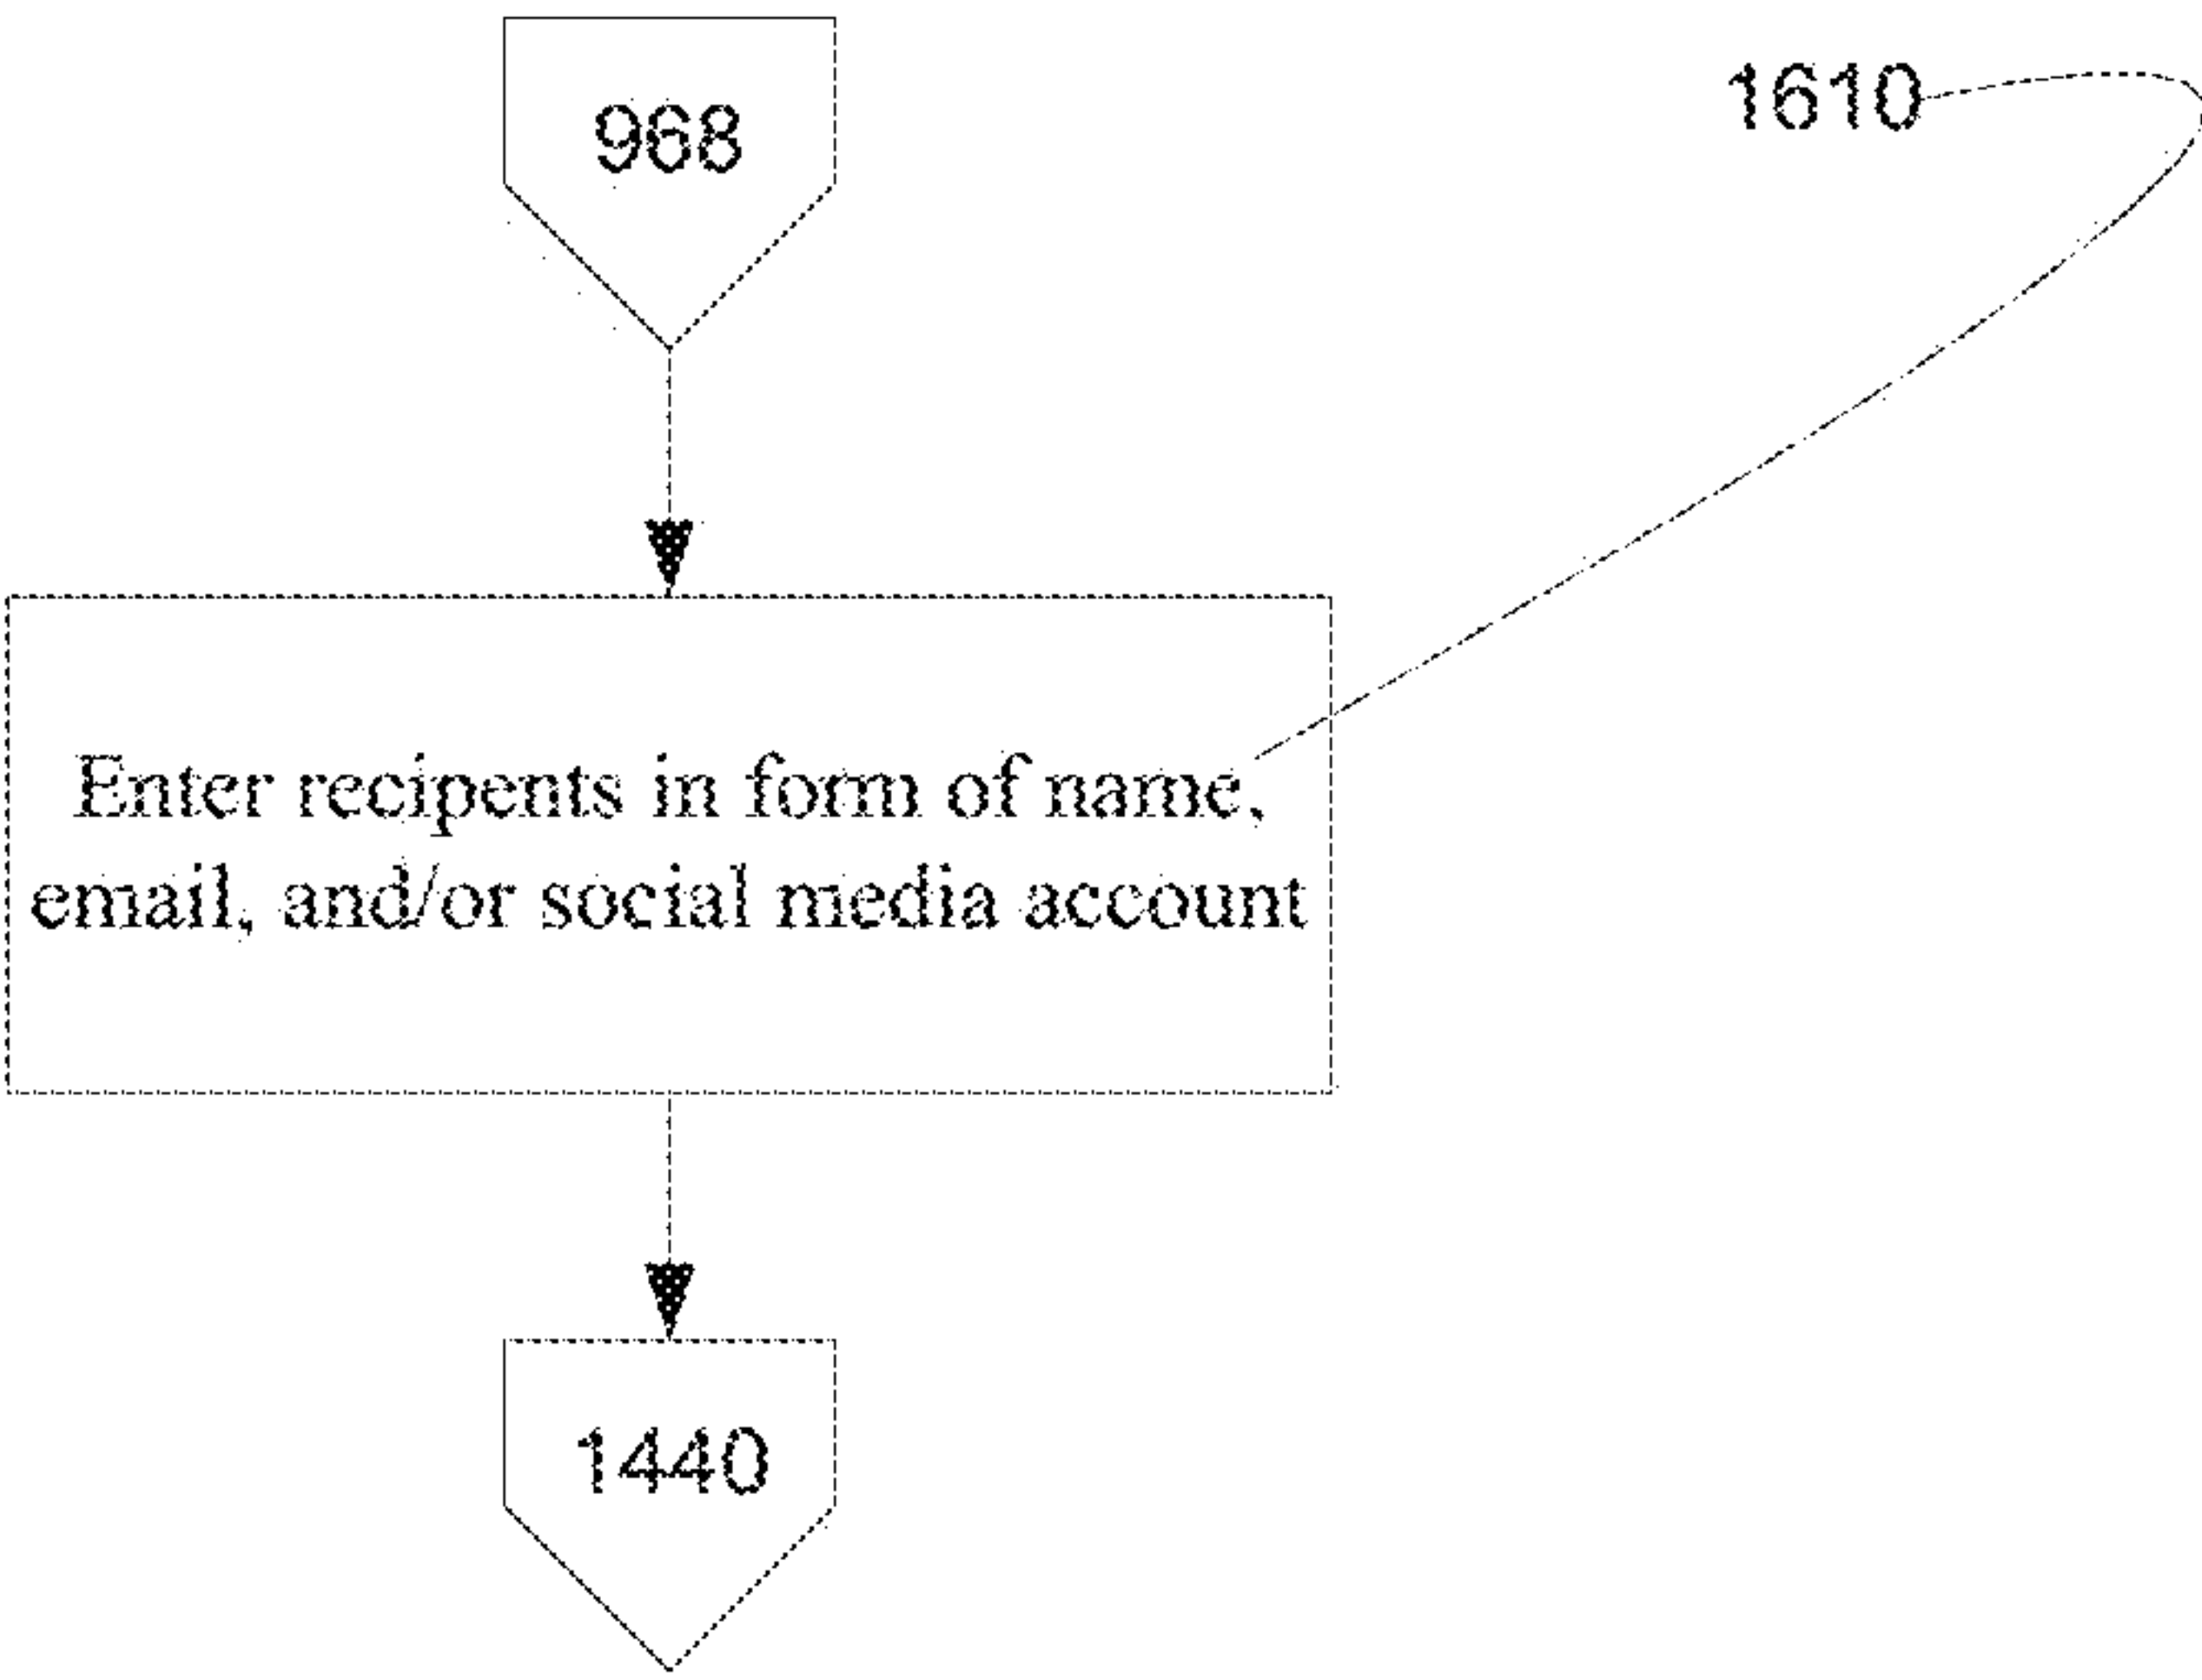 968
1610
Enter recipents in form of name,
email, and/or social media account
1440